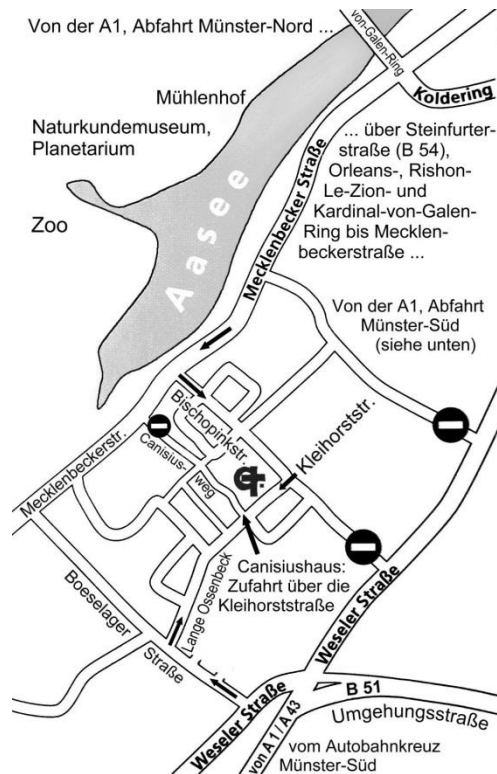 Von der A1, Abfahrt Münster-Nord ...
von-Galen-Ring
Koldering
Mühlenhof
Naturkundemuseum,
Planetarium
Zoo
Aasee
Mecklenbecker Straße
... über Steinfurter-
straße (B 54),
Orleans-, Rishon-
Le-Zion- und
Kardinal-von-Galen-
Ring bis Mecklen-
beckerstraße ...
Von der A1, Abfahrt
Münster-Süd
(siehe unten)
Bischopinkstr.
Kleihorststr.
Mecklenbeckerstr.
Canisius-
weg
Canisiushaus:
Zufahrt über die
Kleihorststraße
Lange Ossenbeck
Boeselager
Straße
Weseler Straße
Weseler Straße
B 51
Umgehungsstraße
von A 1 / A 43
vom Autobahnkreuz
Münster-Süd